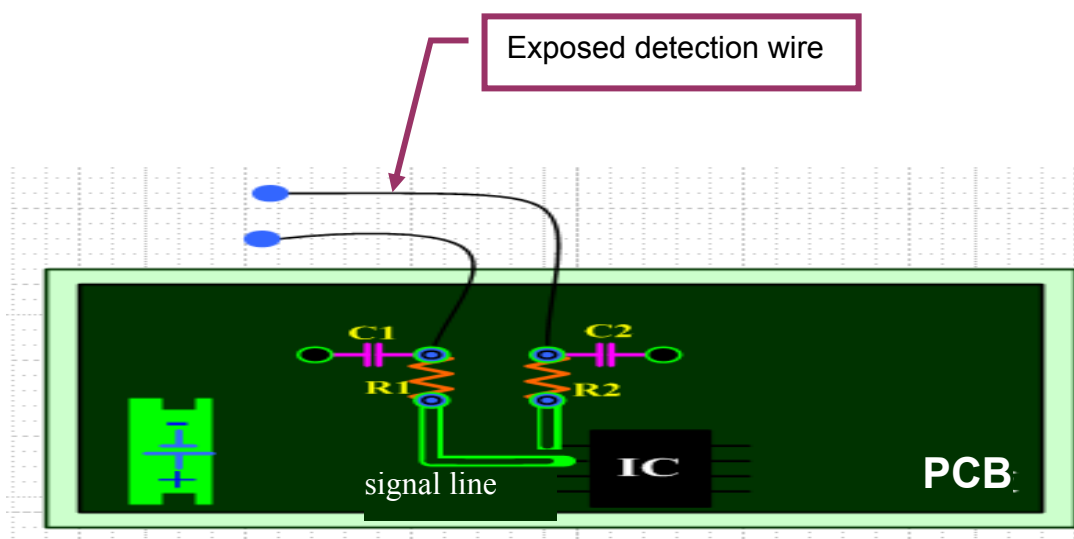 Exposed detection wire
C1
C2
R1
R2
IC
signal line
PCB